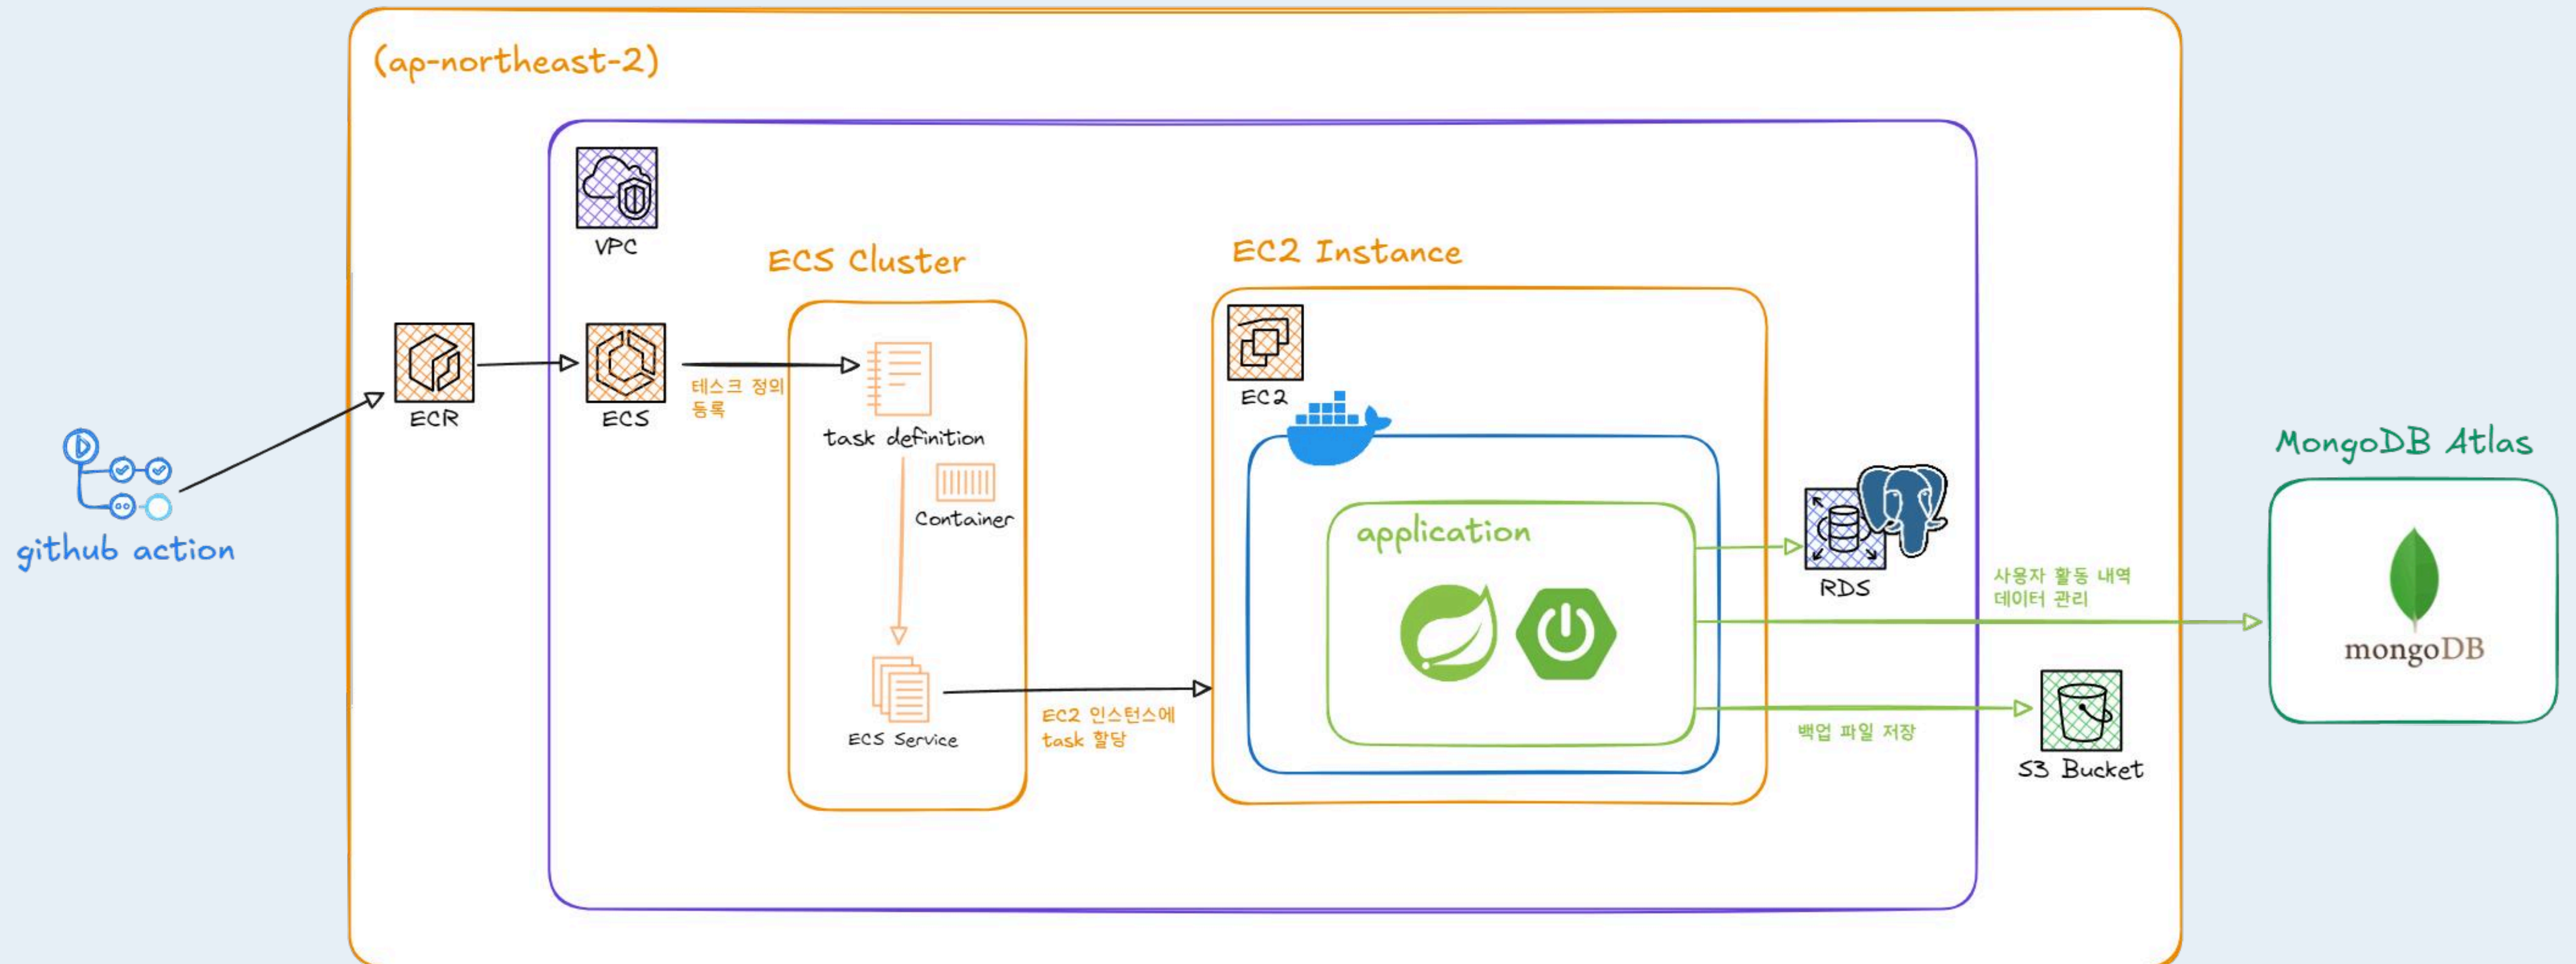 (ap-northeast-2)
VPC
ECS Cluster
EC2 Instance
ECR
ECS
테스크 정의
등록
task definition
Container
ECS Service
EC2 인스턴스에
task 할당
EC2
application
RDS
사용자 활동 내역
데이터 관리
백업 파일 저장
S3 Bucket
github action
MongoDB Atlas
mongoDB